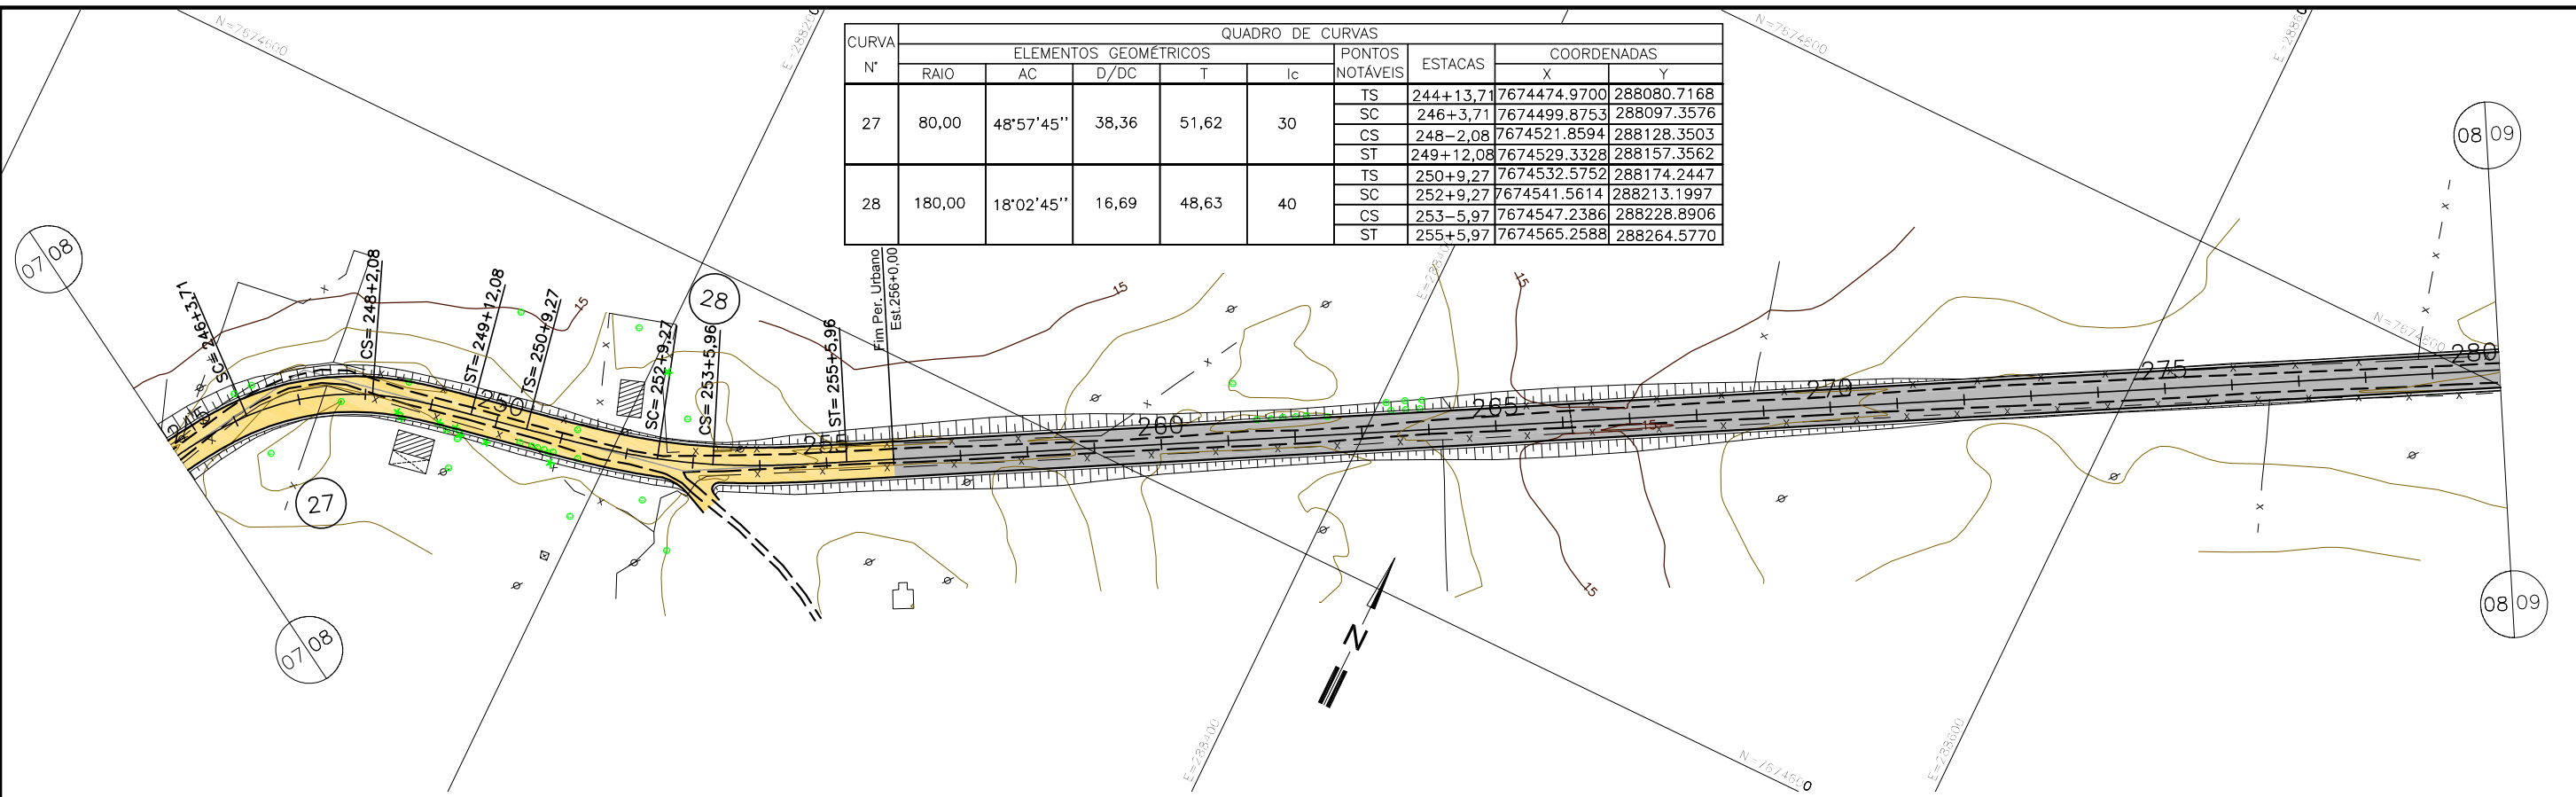 N=7674600
E=288200
N=7674800
E=28860
QUADRO DE CURVAS
CURVA N° ELEMENTOS GEOMÉTRICOS PONTOS NOTÁVEIS ESTACAS COORDENADAS
RAIO AC D/DC T lc X Y
27 80,00 48°57'45'' 38,36 51,62 30
TS 244+13,71 7674474.9700 288080.7168
SC 246+3,71 7674499.8753 288097.3576
CS 248−2,08 7674521.8594 288128.3503
ST 249+12,08 7674529.3328 288157.3562
28 180,00 18°02'45'' 16,69 48,63 40
TS 250+9,27 7674532.5752 288174.2447
SC 252+9,27 7674541.5614 288213.1997
CS 253−5,97 7674547.2386 288228.8906
ST 255+5,97 7674565.2588 288264.5770
08 09
07 08
SC= 246+3,71
CS= 248+2,08
ST= 249+12,08
TS= 250+9,27
15
28
SC= 252+9,27
CS= 253+5,96
ST= 255+5,96
Fim Per. Urbano
Est.256+0,00
15
15
N=7674800
245
250
255
260
265
270
275
280
15
27
15
07 08
N
08 09
E=288400
E=288600
N=7674600